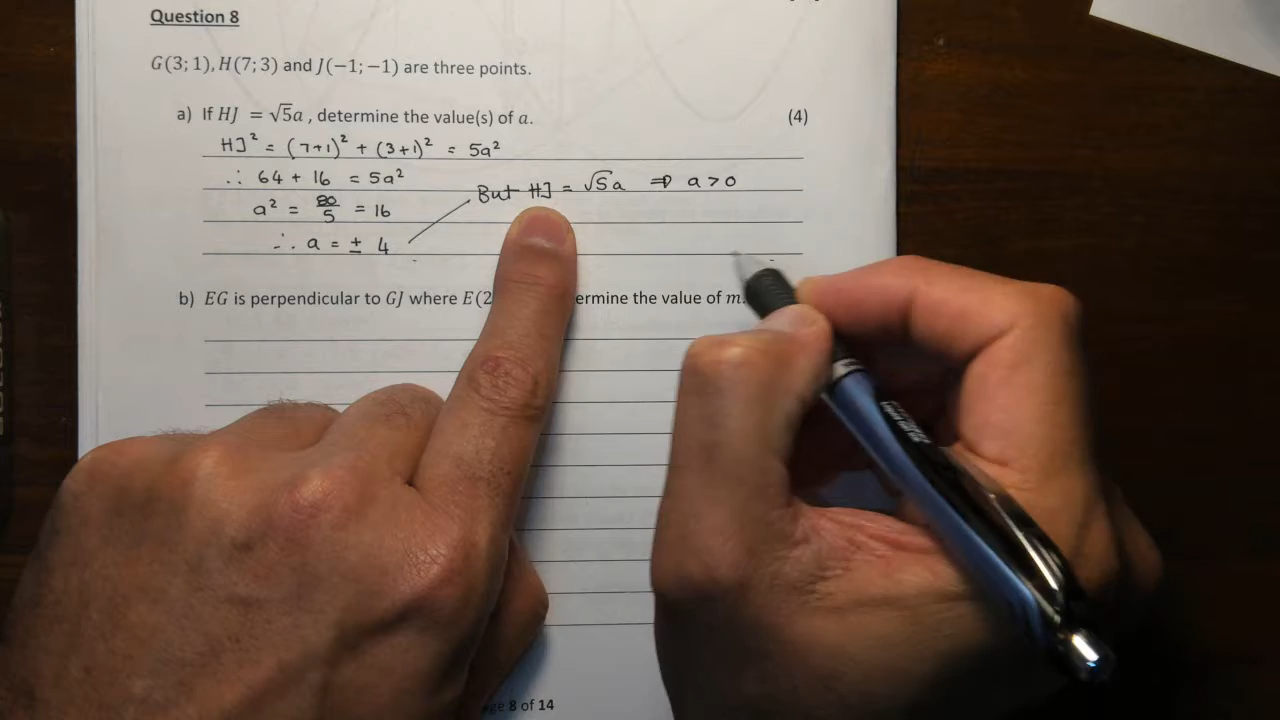 Question 8
G(3; 1), H(7; 3) and J(−1; −1) are three points.
a) If HJ = √5a , determine the value(s) of a. (4)
HJ² = (7+1)² + (3+1)² = 5a²
∴ 64 + 16 = 5a²
But HJ = √5a ⇒ a > 0
a² = 80/5 = 16
∴ a = ± 4
b) EG is perpendicular to GJ where E(2 ermine the value of m.
8 of 14